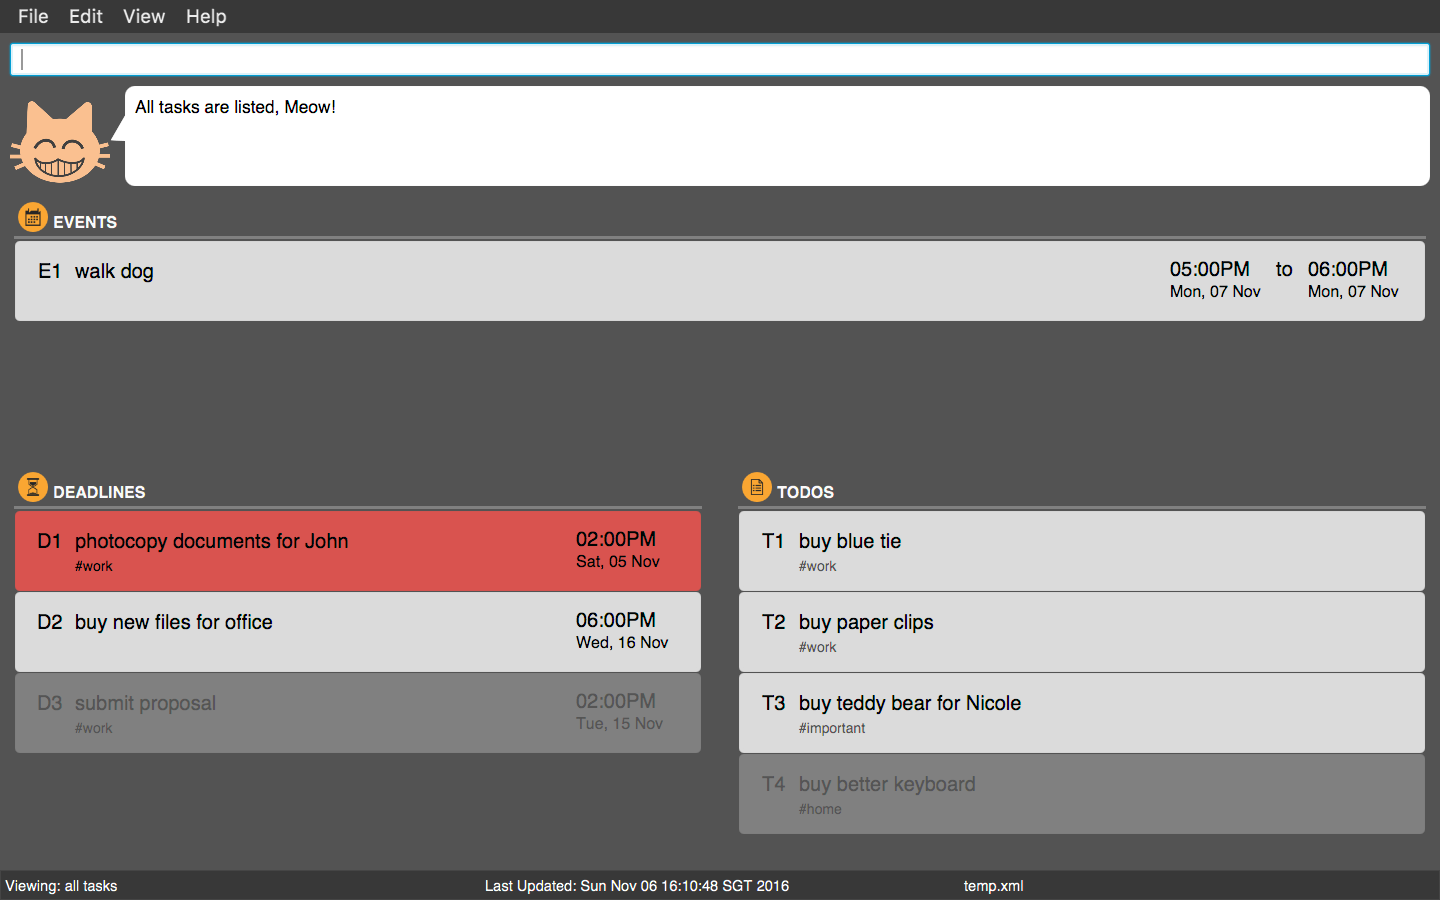 File Edit View Help
All tasks are listed, Meow!
EVENTS
E1 walk dog 05:00PM to 06:00PM
Mon, 07 Nov Mon, 07 Nov
DEADLINES
D1 photocopy documents for John 02:00PM
#work Sat, 05 Nov
D2 buy new files for office 06:00PM
Wed, 16 Nov
D3 submit proposal 02:00PM
#work Tue, 15 Nov
TODOS
T1 buy blue tie
#work
T2 buy paper clips
#work
T3 buy teddy bear for Nicole
#important
T4 buy better keyboard
#home
Viewing: all tasks Last Updated: Sun Nov 06 16:10:48 SGT 2016 temp.xml